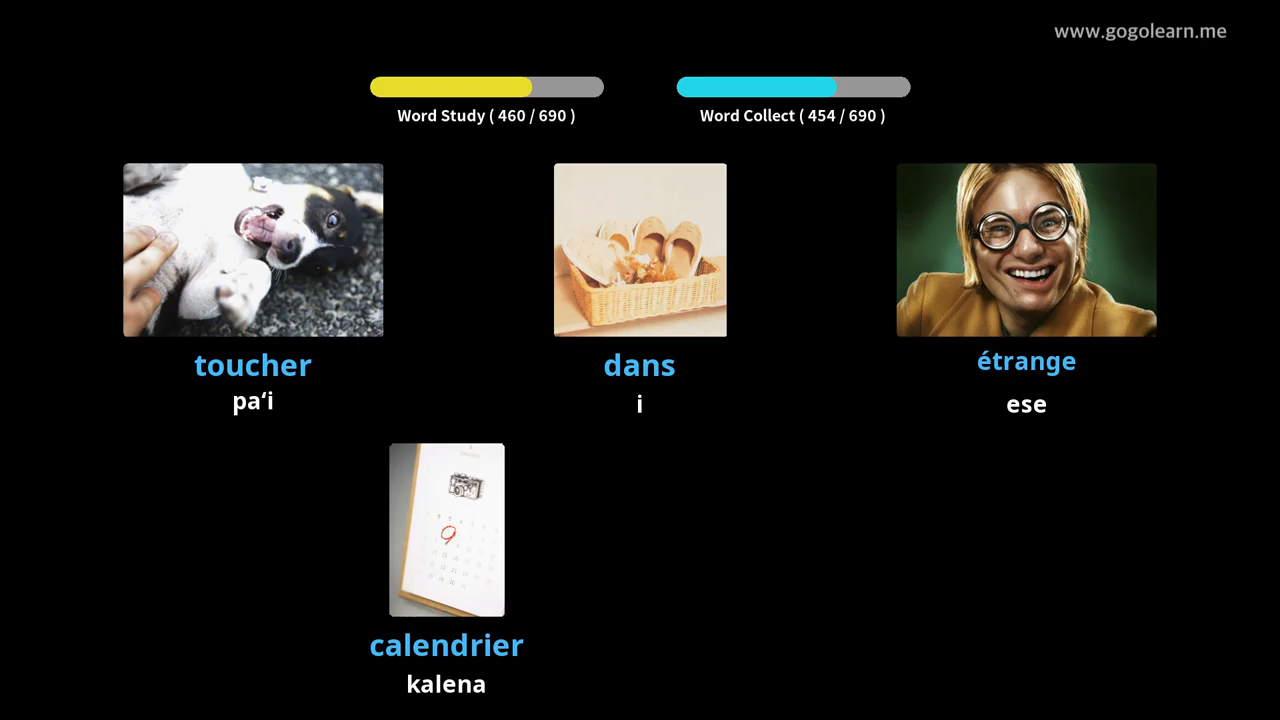 www.gogolearn.me
Word Study ( 460 / 690 )
Word Collect ( 454 / 690 )
toucher
paʻi
dans
i
étrange
ese
calendrier
kalena